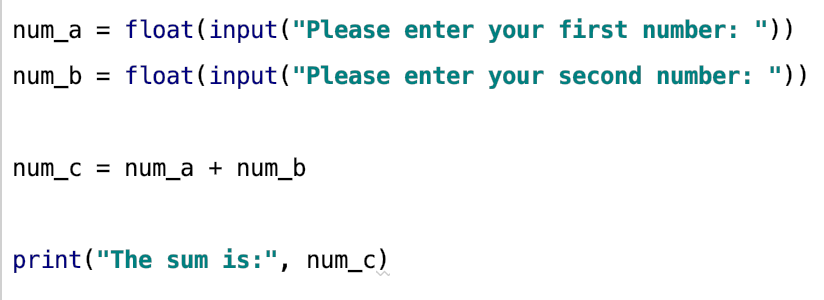 num_a = float(input("Please enter your first number: "))
num_b = float(input("Please enter your second number: "))
num_c = num_a + num_b
print("The sum is:", num_c)